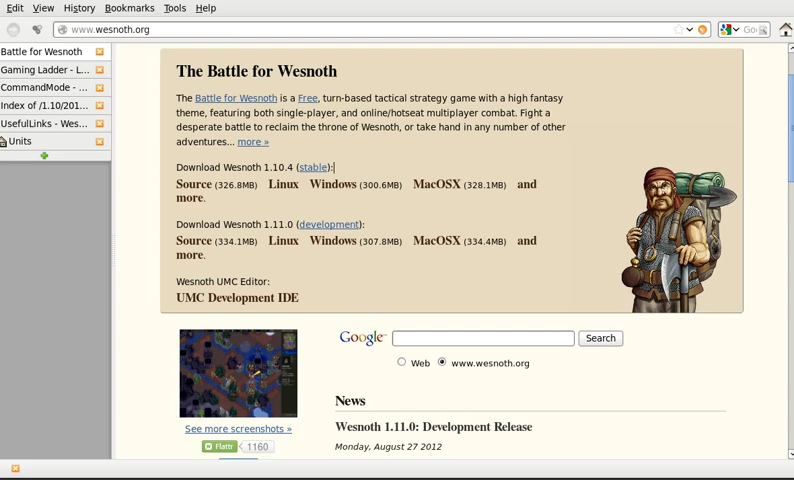 Edit View History Bookmarks Tools Help
www.wesnoth.org
Battle for Wesnoth
Gaming Ladder - L...
CommandMode - ...
Index of /1.10/201...
UsefulLinks - Wes...
Units
The Battle for Wesnoth
The Battle for Wesnoth is a Free, turn-based tactical strategy game with a high fantasy
theme, featuring both single-player, and online/hotseat multiplayer combat. Fight a
desperate battle to reclaim the throne of Wesnoth, or take hand in any number of other
adventures... more »
Download Wesnoth 1.10.4 (stable):
Source (326.8MB) Linux Windows (300.6MB) MacOSX (328.1MB) and
more.
Download Wesnoth 1.11.0 (development):
Source (334.1MB) Linux Windows (307.8MB) MacOSX (334.4MB) and
more.
Wesnoth UMC Editor:
UMC Development IDE
Google Search
Web www.wesnoth.org
See more screenshots »
Flattr 1160
News
Wesnoth 1.11.0: Development Release
Monday, August 27 2012